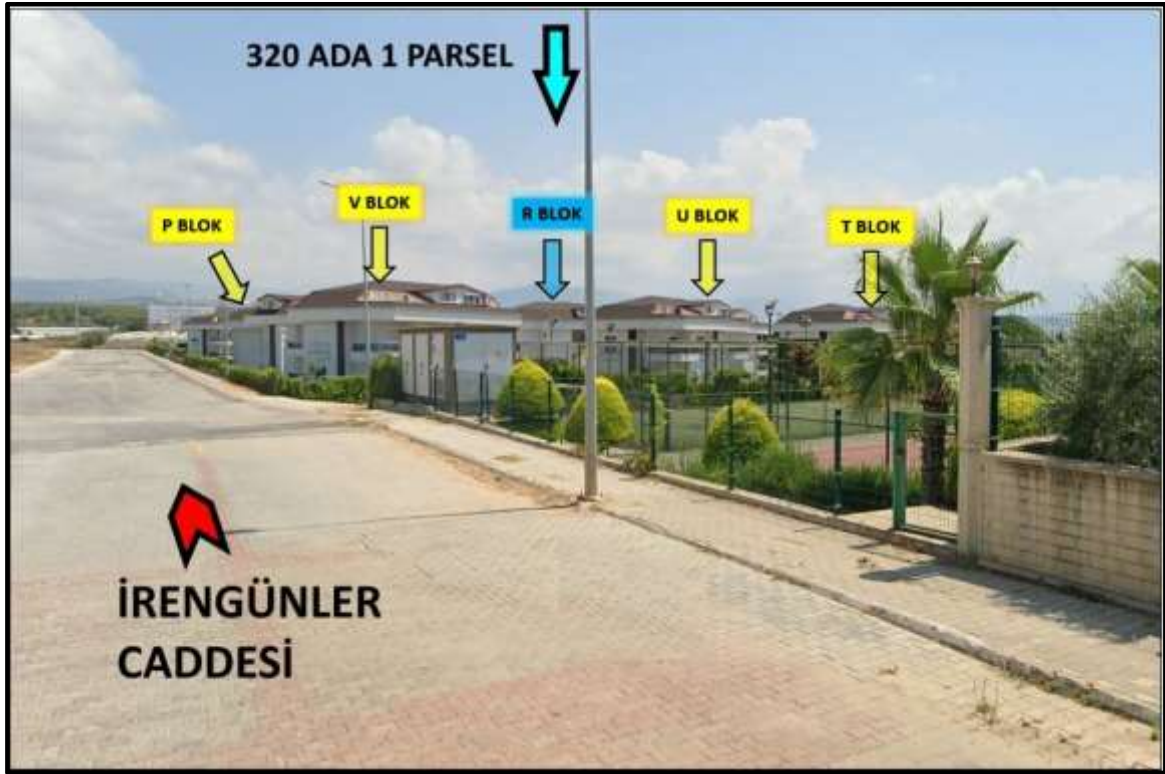 320 ADA 1 PARSEL
P BLOK
V BLOK
R BLOK
U BLOK
T BLOK
İRENGÜNLER
CADDESİ